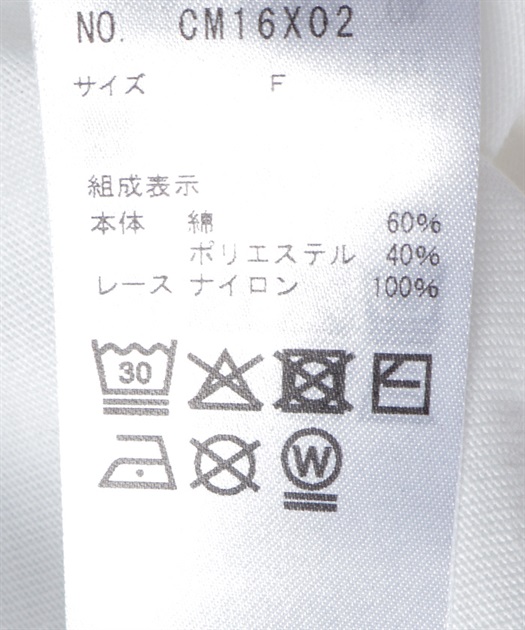 NO. CM16X02
サイズ F
組成表示
本体 綿 60%
ポリエステル 40%
レース ナイロン 100%
30
W